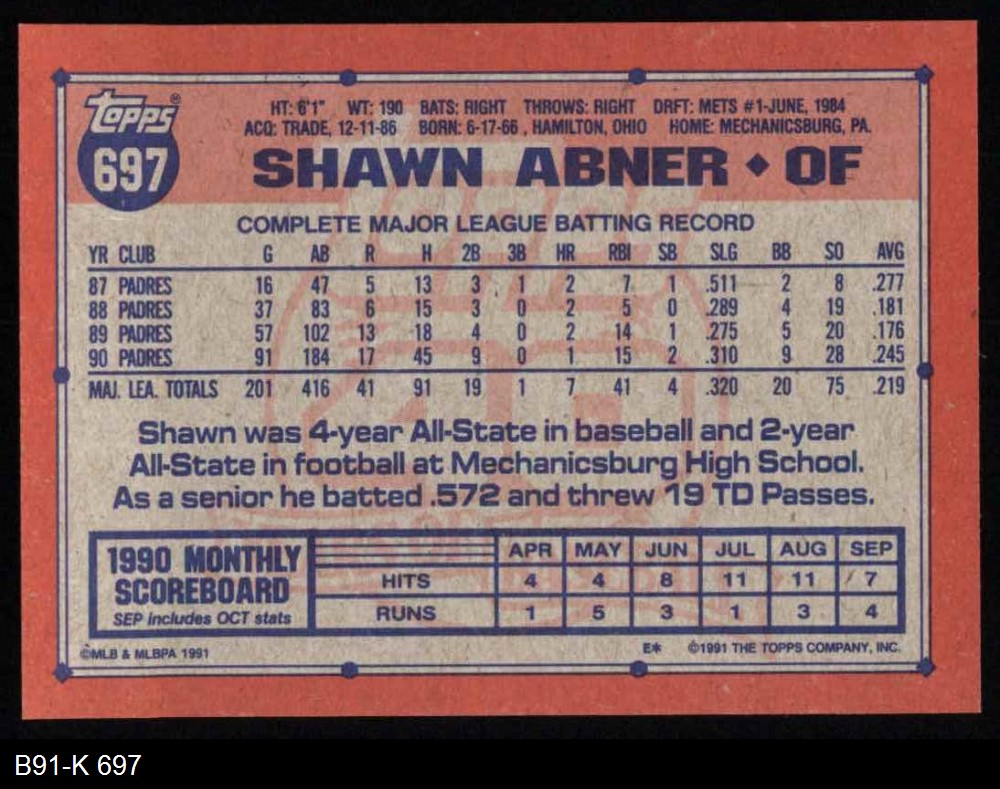 Topps®
697
HT: 6'1" WT: 190 BATS: RIGHT THROWS: RIGHT DRFT: METS #1-JUNE, 1984
ACQ: TRADE, 12-11-86 BORN: 6-17-66 , HAMILTON, OHIO HOME: MECHANICSBURG, PA.
SHAWN ABNER ◆ OF
COMPLETE MAJOR LEAGUE BATTING RECORD
YR CLUB G AB R H 2B 3B HR RBI SB SLG BB SO AVG
87 PADRES 16 47 5 13 3 1 2 7 1 .511 2 8 .277
88 PADRES 37 83 6 15 3 0 2 5 0 .289 4 19 .181
89 PADRES 57 102 13 18 4 0 2 14 1 .275 5 20 .176
90 PADRES 91 184 17 45 9 0 1 15 2 .310 9 28 .245
MAJ. LEA. TOTALS 201 416 41 91 19 1 7 41 4 .320 20 75 .219
Shawn was 4-year All-State in baseball and 2-year
All-State in football at Mechanicsburg High School.
As a senior he batted .572 and threw 19 TD Passes.
1990 MONTHLY
SCOREBOARD
SEP includes OCT stats
APR MAY JUN JUL AUG SEP
HITS 4 4 8 11 11 7
RUNS 1 5 3 1 3 4
©MLB & MLBPA 1991 E* ©1991 THE TOPPS COMPANY, INC.
B91-K 697